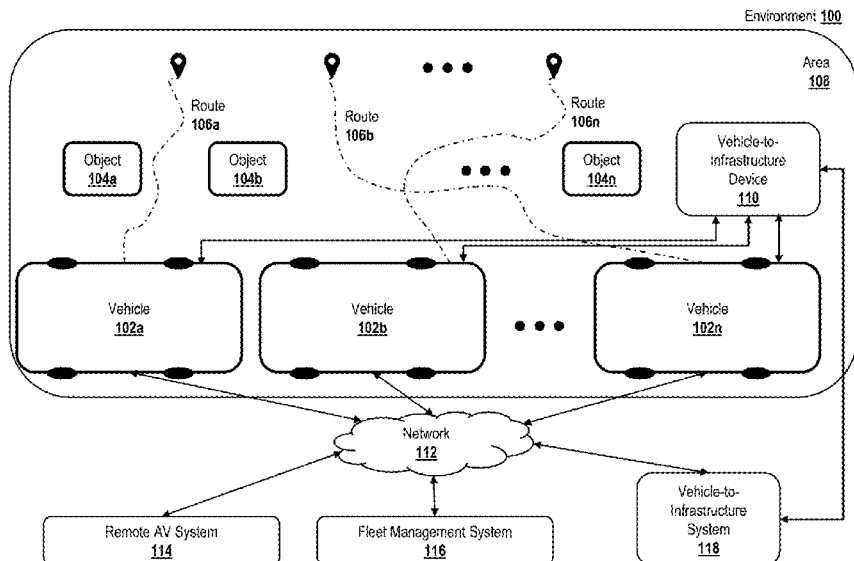 Environment 100
Area
108
Route
106a
Route
106b
Route
106n
Object
104a
Object
104b
Object
104n
Vehicle-to-
Infrastructure
Device
110
Vehicle
102a
Vehicle
102b
Vehicle
102n
Network
112
Remote AV System
114
Fleet Management System
116
Vehicle-to-
Infrastructure
System
118